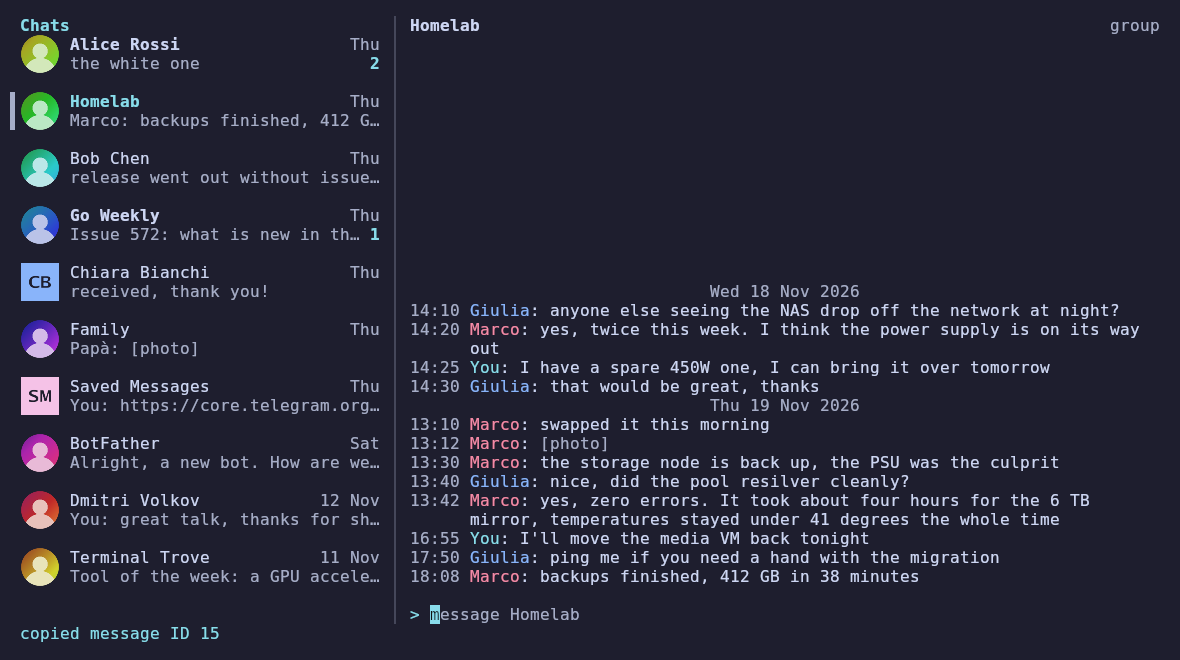 Chats
Alice Rossi Thu
the white one 2
Homelab Thu
Marco: backups finished, 412 G…
Bob Chen Thu
release went out without issue…
Go Weekly Thu
Issue 572: what is new in th… 1
CB
Chiara Bianchi Thu
received, thank you!
Family Thu
Papà: [photo]
SM
Saved Messages Thu
You: https://core.telegram.org…
BotFather Sat
Alright, a new bot. How are we…
Dmitri Volkov 12 Nov
You: great talk, thanks for sh…
Terminal Trove 11 Nov
Tool of the week: a GPU accele…
copied message ID 15
Homelab group
Wed 18 Nov 2026
14:10 Giulia: anyone else seeing the NAS drop off the network at night?
14:20 Marco: yes, twice this week. I think the power supply is on its way
out
14:25 You: I have a spare 450W one, I can bring it over tomorrow
14:30 Giulia: that would be great, thanks
Thu 19 Nov 2026
13:10 Marco: swapped it this morning
13:12 Marco: [photo]
13:30 Marco: the storage node is back up, the PSU was the culprit
13:40 Giulia: nice, did the pool resilver cleanly?
13:42 Marco: yes, zero errors. It took about four hours for the 6 TB
mirror, temperatures stayed under 41 degrees the whole time
16:55 You: I'll move the media VM back tonight
17:50 Giulia: ping me if you need a hand with the migration
18:08 Marco: backups finished, 412 GB in 38 minutes
> message Homelab